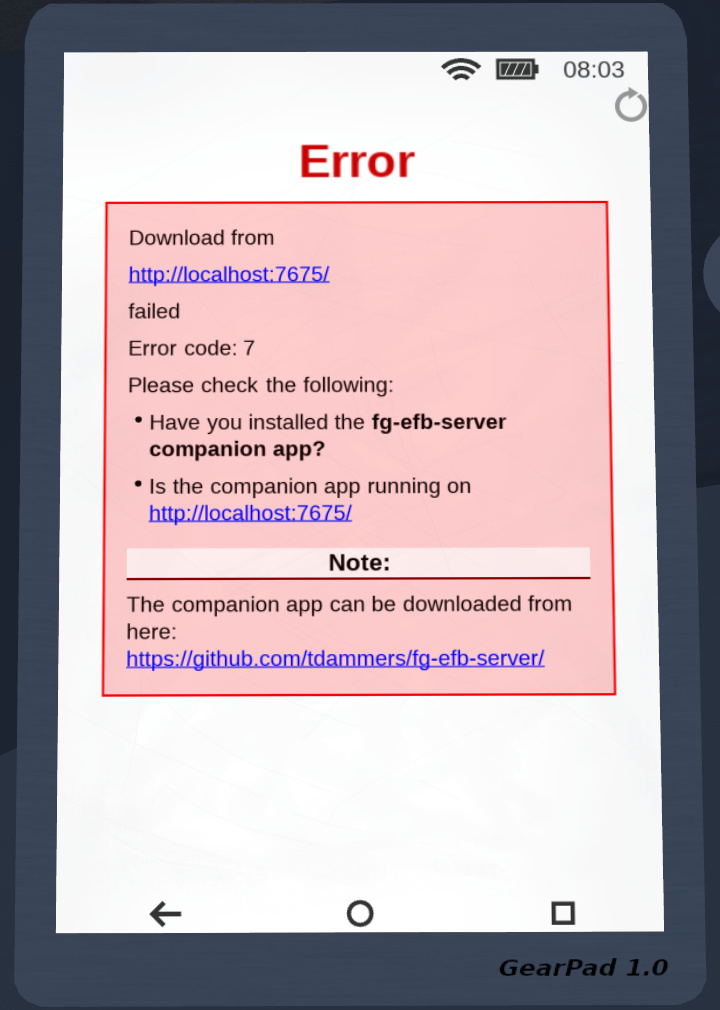 08:03
Error
Download from
http://localhost:7675/
failed
Error code: 7
Please check the following:
• Have you installed the fg-efb-server
companion app?
• Is the companion app running on
http://localhost:7675/
Note:
The companion app can be downloaded from
here:
https://github.com/tdammers/fg-efb-server/
GearPad 1.0